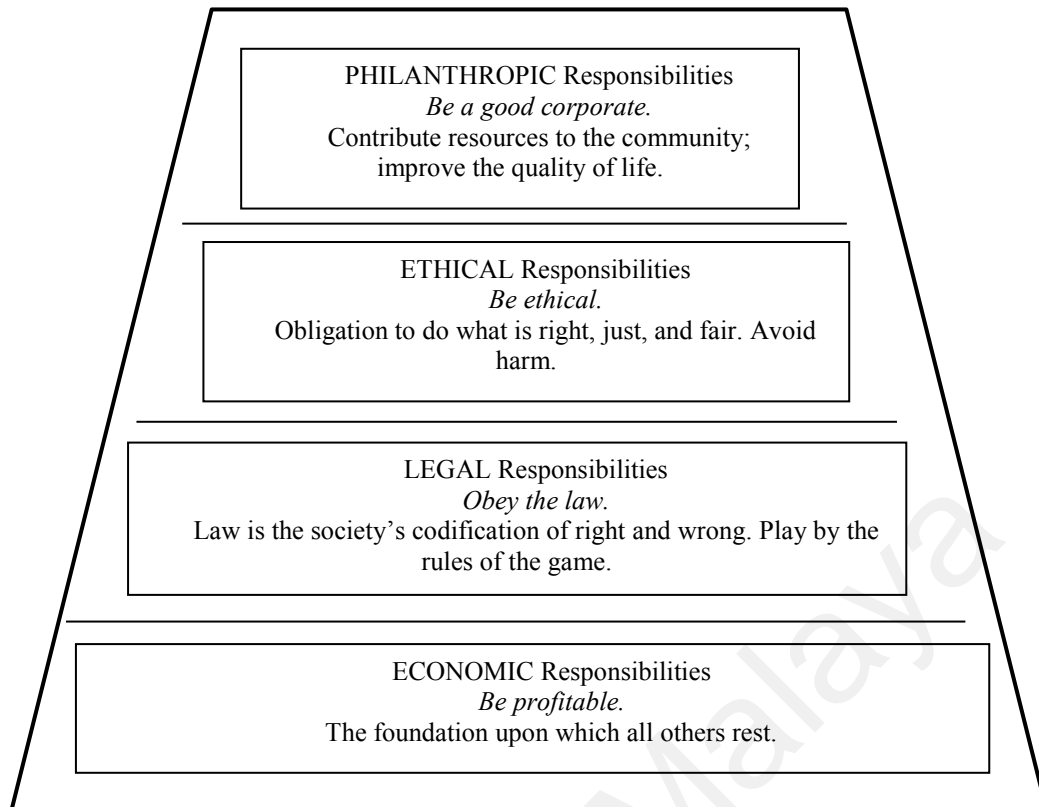 PHILANTHROPIC Responsibilities
Be a good corporate.
Contribute resources to the community;
improve the quality of life.
ETHICAL Responsibilities
Be ethical.
Obligation to do what is right, just, and fair. Avoid
harm.
LEGAL Responsibilities
Obey the law.
Law is the society’s codification of right and wrong. Play by the
rules of the game.
ECONOMIC Responsibilities
Be profitable.
The foundation upon which all others rest.
Malaya